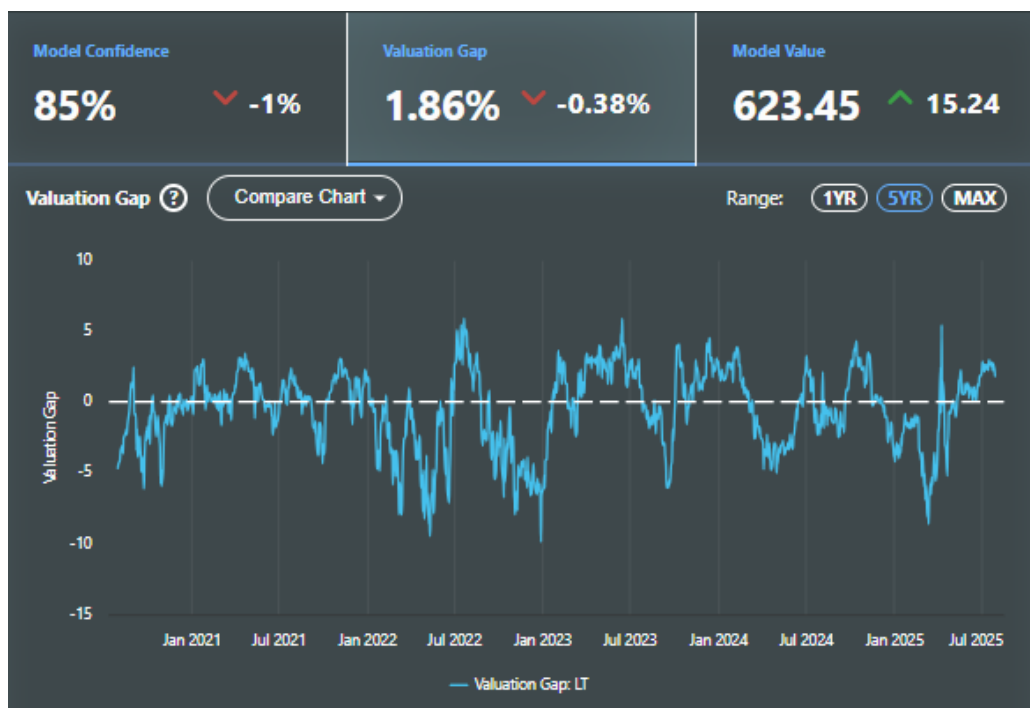 Model Confidence
85% -1%
Valuation Gap
1.86% -0.38%
Model Value
623.45 15.24
Valuation Gap ? Compare Chart Range: 1YR 5YR MAX
Valuation Gap
10
5
0
-5
-10
-15
Jan 2021 Jul 2021 Jan 2022 Jul 2022 Jan 2023 Jul 2023 Jan 2024 Jul 2024 Jan 2025 Jul 2025
Valuation Gap: LT